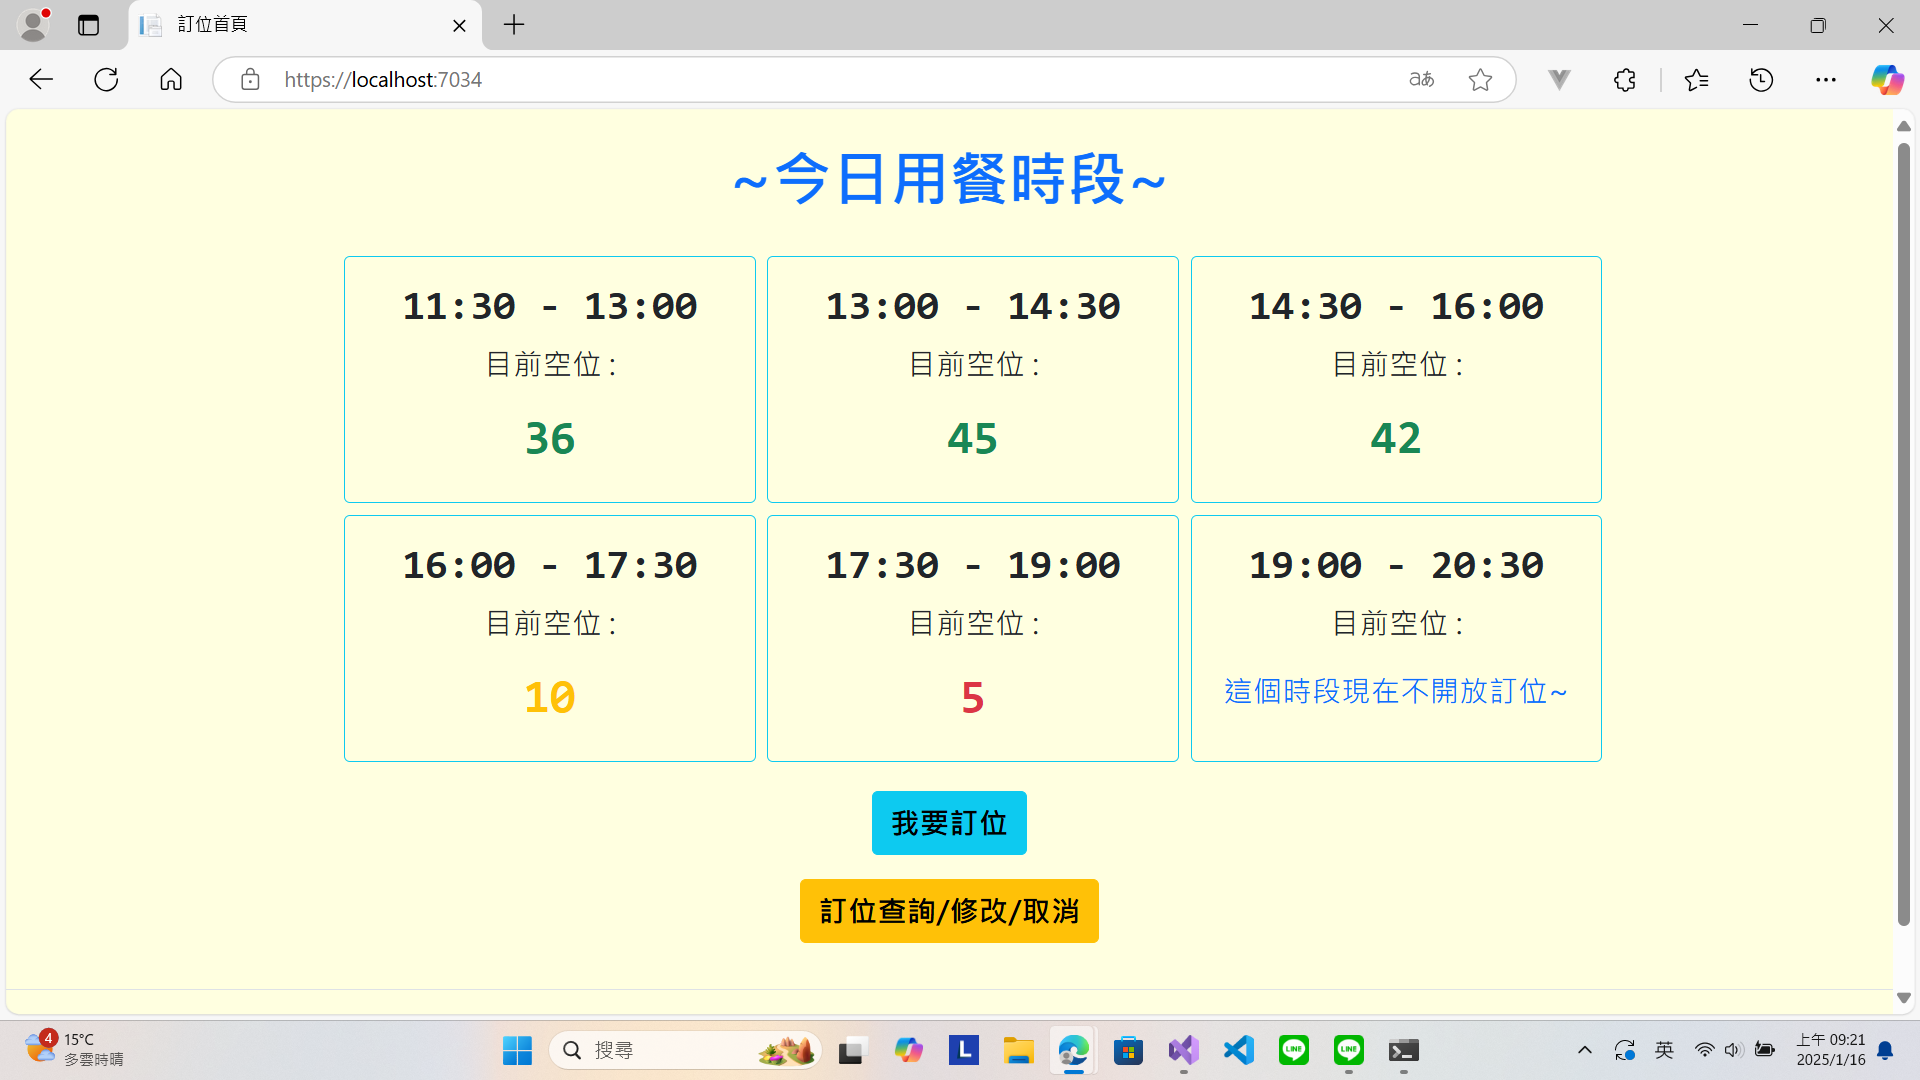 訂位首頁
https://localhost:7034
aあ
~今日用餐時段~
11:30 - 13:00
目前空位:
36
13:00 - 14:30
目前空位:
45
14:30 - 16:00
目前空位:
42
16:00 - 17:30
目前空位:
10
17:30 - 19:00
目前空位:
5
19:00 - 20:30
目前空位:
這個時段現在不開放訂位~
我要訂位
訂位查詢/修改/取消
4
15°C
多雲時晴
搜尋
L
LINE
LINE
英
上午 09:21
2025/1/16